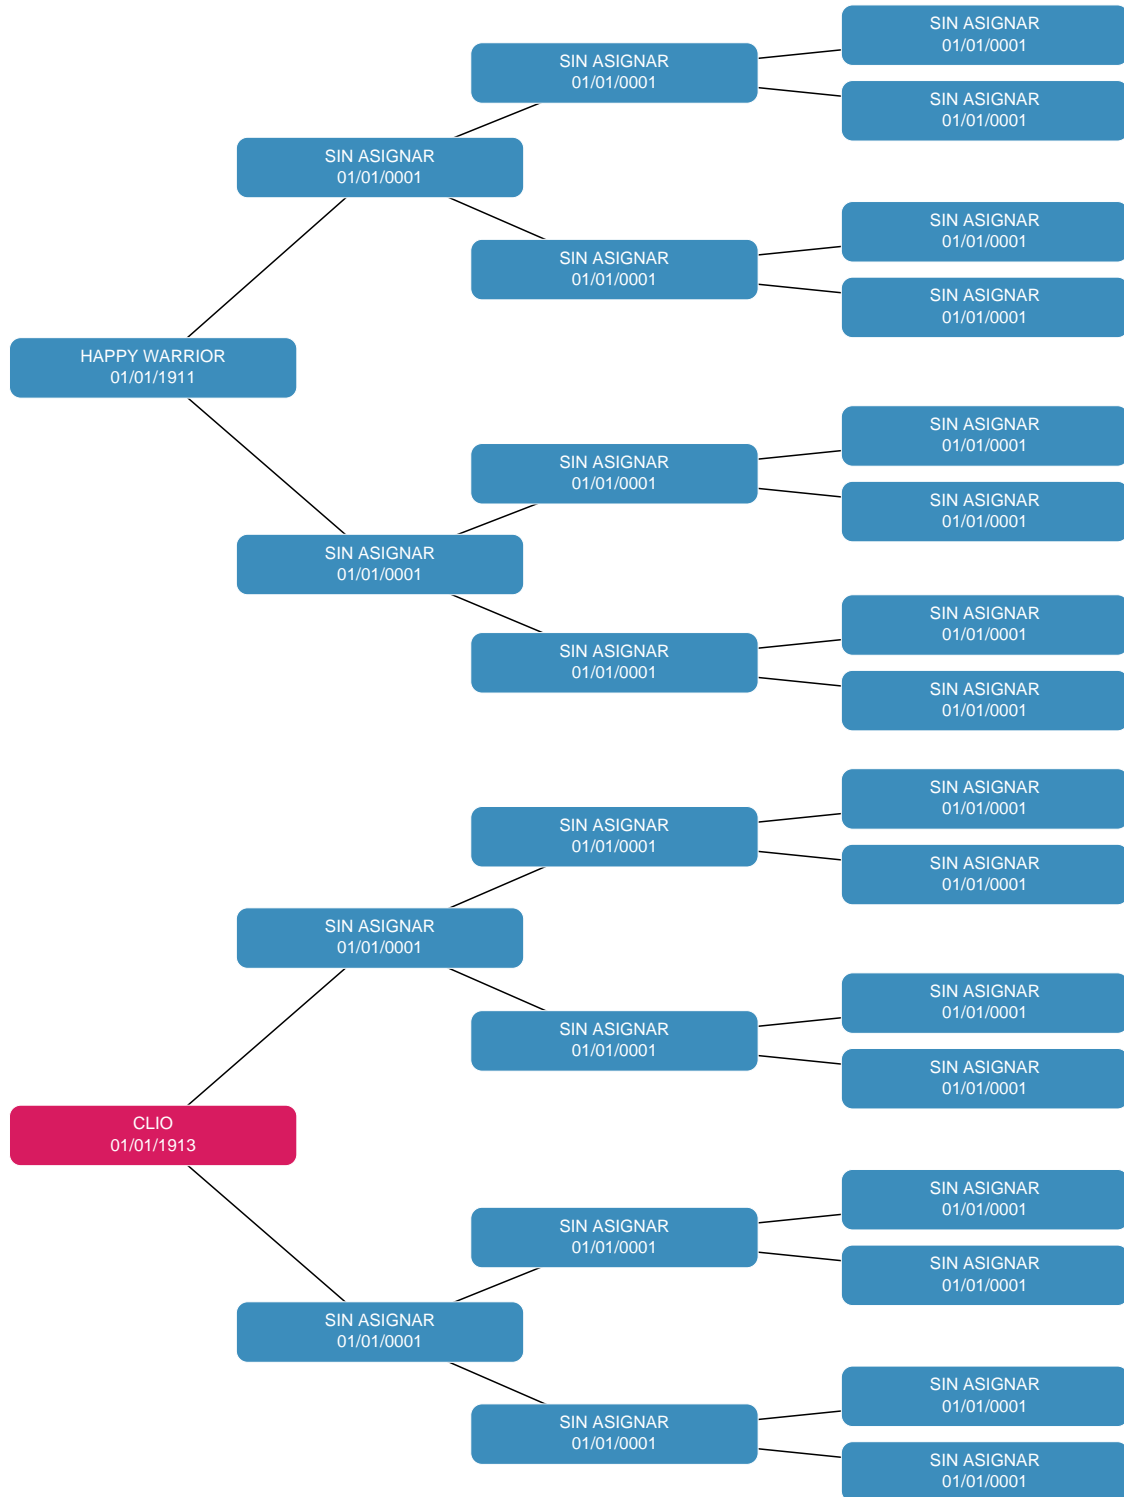 SIN ASIGNAR
01/01/0001
SIN ASIGNAR
01/01/0001
SIN ASIGNAR
01/01/0001
SIN ASIGNAR
01/01/0001
SIN ASIGNAR
01/01/0001
SIN ASIGNAR
01/01/0001
SIN ASIGNAR
01/01/0001
HAPPY WARRIOR
01/01/1911
SIN ASIGNAR
01/01/0001
SIN ASIGNAR
01/01/0001
SIN ASIGNAR
01/01/0001
SIN ASIGNAR
01/01/0001
SIN ASIGNAR
01/01/0001
SIN ASIGNAR
01/01/0001
SIN ASIGNAR
01/01/0001
SIN ASIGNAR
01/01/0001
SIN ASIGNAR
01/01/0001
SIN ASIGNAR
01/01/0001
SIN ASIGNAR
01/01/0001
SIN ASIGNAR
01/01/0001
SIN ASIGNAR
01/01/0001
SIN ASIGNAR
01/01/0001
CLIO
01/01/1913
SIN ASIGNAR
01/01/0001
SIN ASIGNAR
01/01/0001
SIN ASIGNAR
01/01/0001
SIN ASIGNAR
01/01/0001
SIN ASIGNAR
01/01/0001
SIN ASIGNAR
01/01/0001
SIN ASIGNAR
01/01/0001